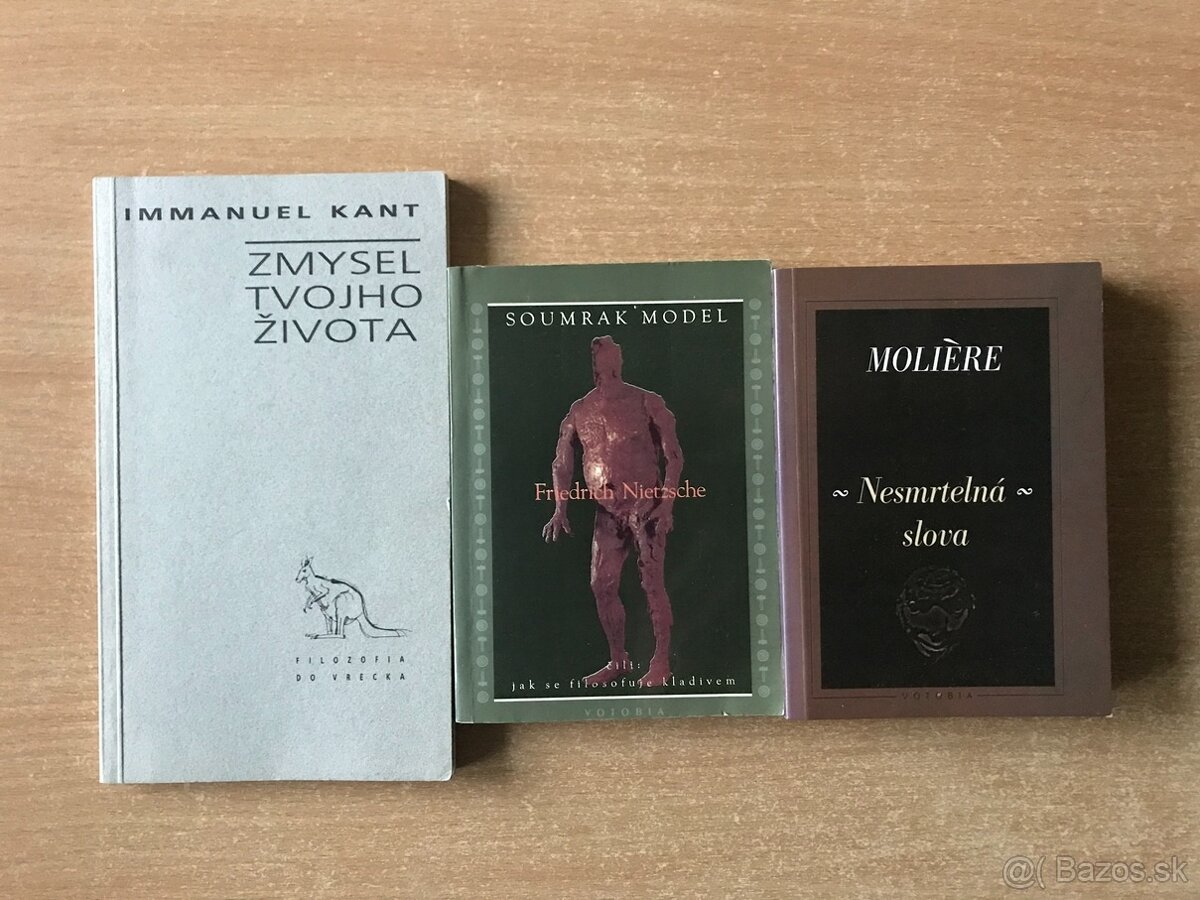 IMMANUEL KANT
ZMYSEL
TVOJHO
ŽIVOTA
FILOZOFIA
DO VRECKA
SOUMRAK MODEL
Friedrich Nietzsche
čili:
jak se filosofuje kladivem
VOTOBIA
MOLIÈRE
~ Nesmrtelná ~
slova
VOTOBIA
@( Bazos.sk